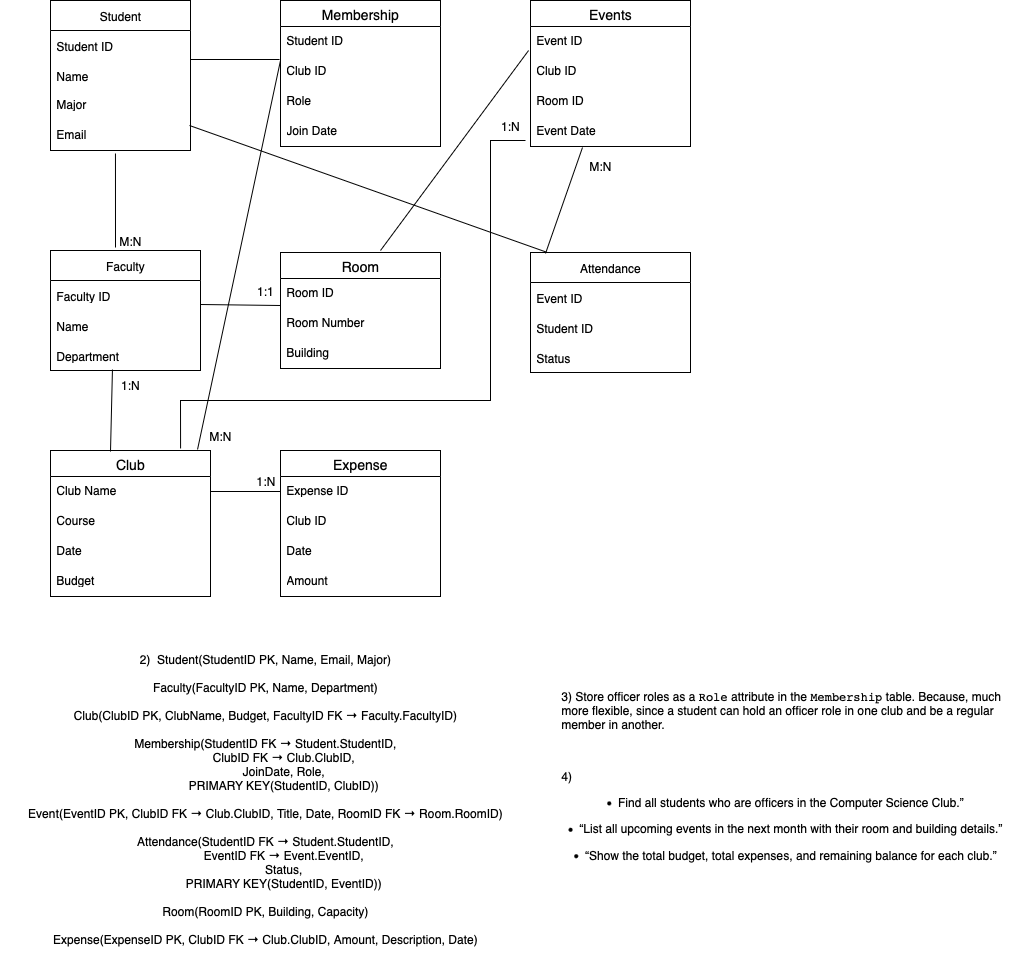 Student
Student ID
Name
Major
Email
Membership
Student ID
Club ID
Role
Join Date
Events
Event ID
Club ID
Room ID
Event Date
1:N
M:N
M:N
Faculty
Faculty ID
Name
Department
1:1
Room
Room ID
Room Number
Building
Attendance
Event ID
Student ID
Status
1:N
M:N
Club
Club Name
Course
Date
Budget
1:N
Expense
Expense ID
Club ID
Date
Amount
2) Student(StudentID PK, Name, Email, Major)
Faculty(FacultyID PK, Name, Department)
Club(ClubID PK, ClubName, Budget, FacultyID FK → Faculty.FacultyID)
Membership(StudentID FK → Student.StudentID,
ClubID FK → Club.ClubID,
JoinDate, Role,
PRIMARY KEY(StudentID, ClubID))
Event(EventID PK, ClubID FK → Club.ClubID, Title, Date, RoomID FK → Room.RoomID)
Attendance(StudentID FK → Student.StudentID,
EventID FK → Event.EventID,
Status,
PRIMARY KEY(StudentID, EventID))
Room(RoomID PK, Building, Capacity)
Expense(ExpenseID PK, ClubID FK → Club.ClubID, Amount, Description, Date)
3) Store officer roles as a Role attribute in the Membership table. Because, much
more flexible, since a student can hold an officer role in one club and be a regular
member in another.
4)
• Find all students who are officers in the Computer Science Club.”
• “List all upcoming events in the next month with their room and building details.”
• “Show the total budget, total expenses, and remaining balance for each club.”